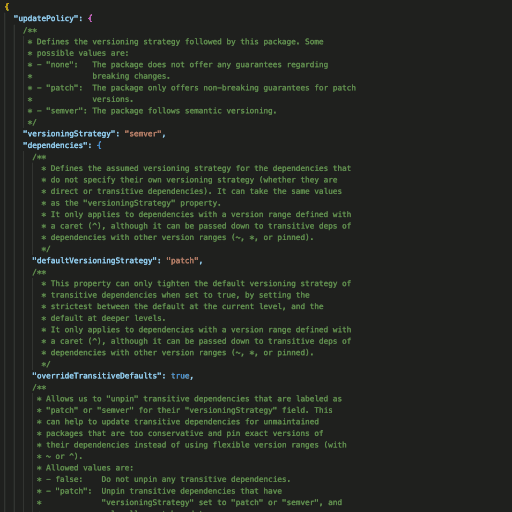 {
"updatePolicy": {
/**
* Defines the versioning strategy followed by this package. Some
* possible values are:
* - "none":   The package does not offer any guarantees regarding
*             breaking changes.
* - "patch":  The package only offers non-breaking guarantees for patch
*             versions.
* - "semver": The package follows semantic versioning.
*/
"versioningStrategy": "semver",
"dependencies": {
/**
* Defines the assumed versioning strategy for the dependencies that
* do not specify their own versioning strategy (whether they are
* direct or transitive dependencies). It can take the same values
* as the "versioningStrategy" property.
* It only applies to dependencies with a version range defined with
* a caret (^), although it can be passed down to transitive deps of
* dependencies with other version ranges (~, *, or pinned).
*/
"defaultVersioningStrategy": "patch",
/**
* This property can only tighten the default versioning strategy of
* transitive dependencies when set to true, by setting the
* strictest between the default at the current level, and the
* default at deeper levels.
* It only applies to dependencies with a version range defined with
* a caret (^), although it can be passed down to transitive deps of
* dependencies with other version ranges (~, *, or pinned).
*/
"overrideTransitiveDefaults": true,
/**
* Allows us to "unpin" transitive dependencies that are labeled as
* "patch" or "semver" for their "versioningStrategy" field. This
* can help to update transitive dependencies for unmaintained
* packages that are too conservative and pin exact versions of
* their dependencies instead of using flexible version ranges (with
* ~ or ^).
* Allowed values are:
* - false:    Do not unpin any transitive dependencies.
* - "patch":  Unpin transitive dependencies that have
*             "versioningStrategy" set to "patch" or "semver", and